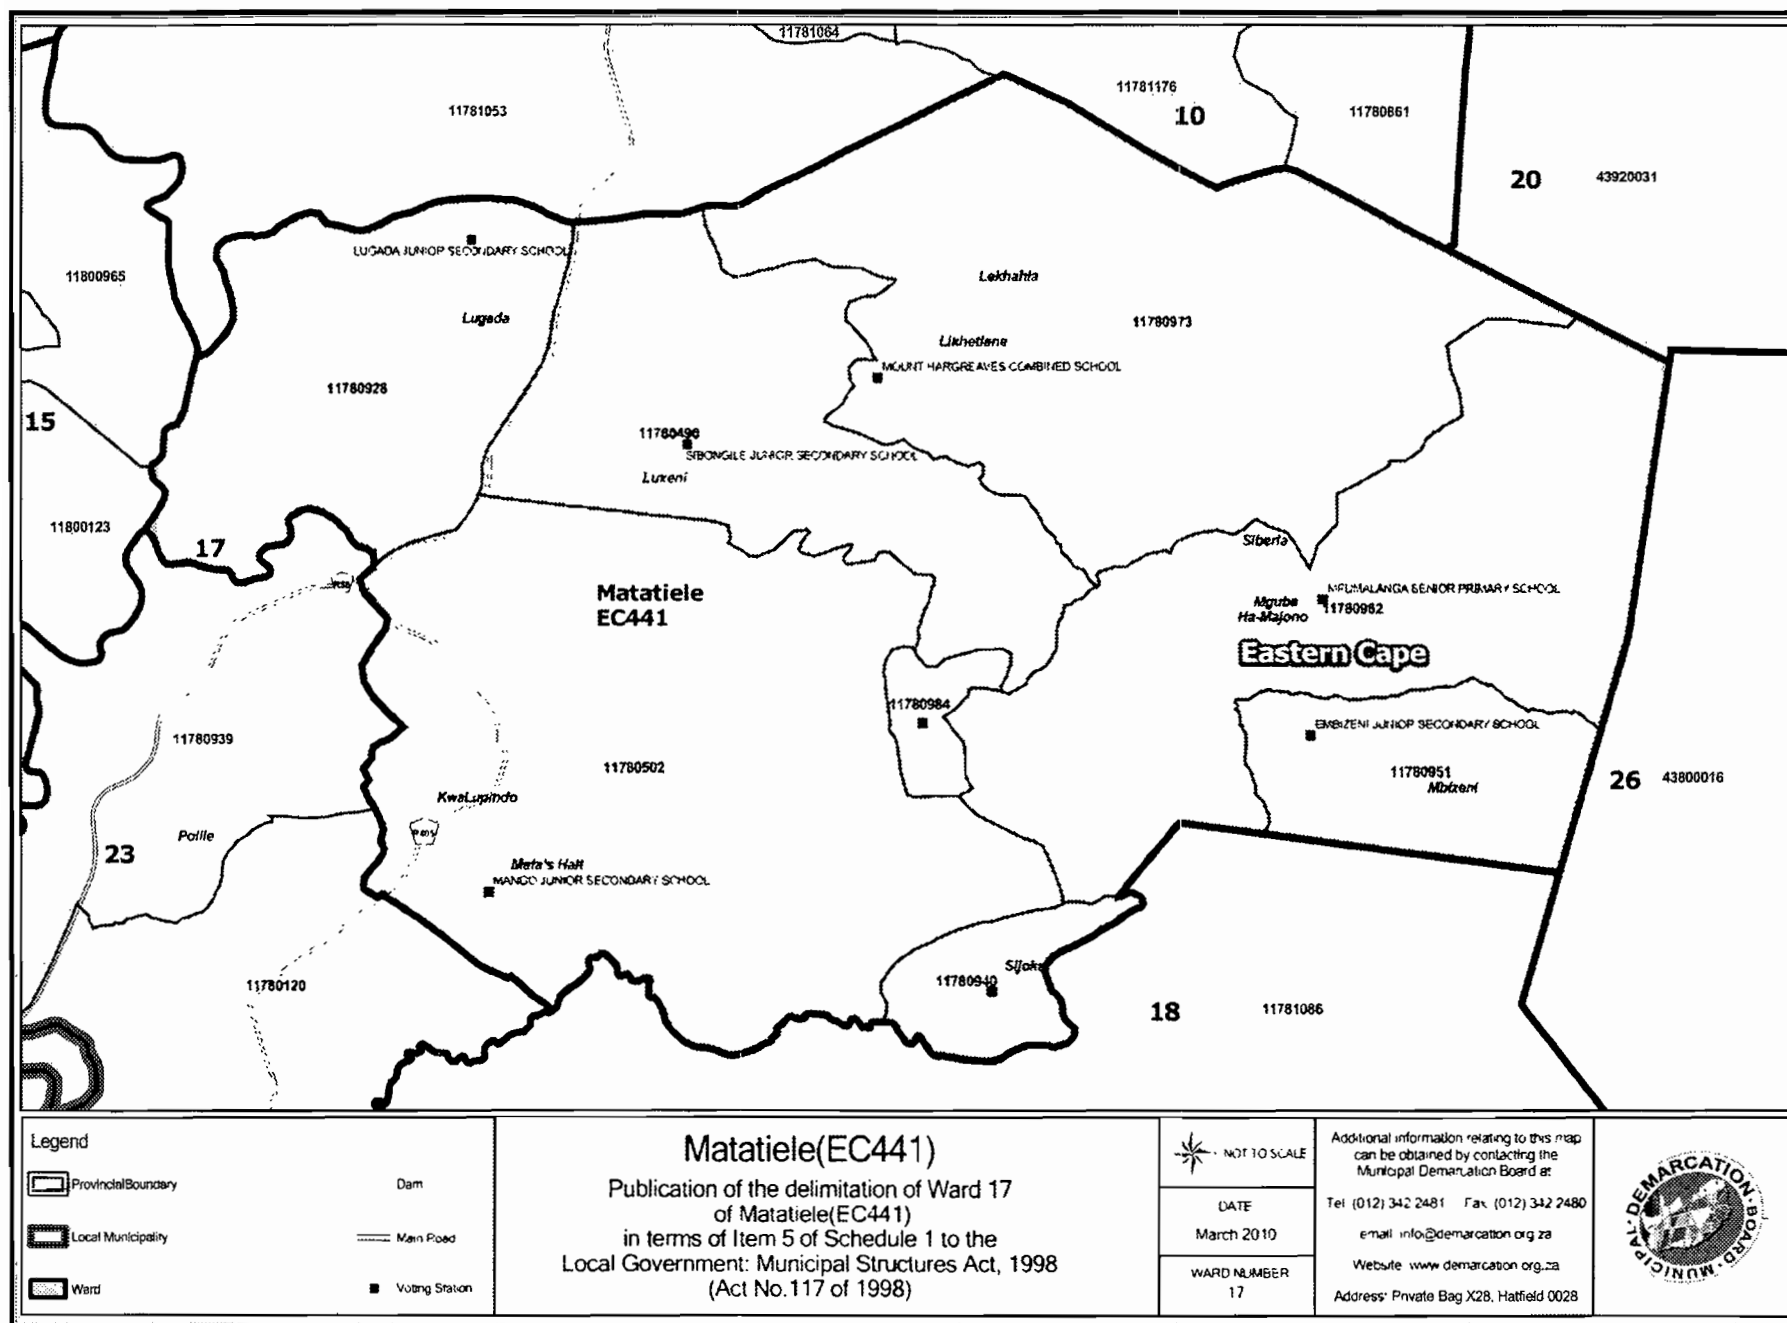 11781064
11781053
11781176
10
11780861
20
43920031
LUGADA JUNIOR SECONDARY SCHOOL
11800965
Lekhahla
Lugada
11780973
Likhetlane
MOUNT HARGREAVES COMBINED SCHOOL
11780928
15
11780496
SIBONGILE JUNIOR SECONDARY SCHOOL
Luxeni
11800123
17
Siberia
Matatiele
EC441
MPUMALANGA SENIOR PRIMARY SCHOOL
Mguba
Ha-Majono
11780962
Eastern Cape
11780984
EMBIZENI JUNIOR SECONDARY SCHOOL
11780939
11780502
11780951
Mbizeni
26
43800016
KwaLupindo
Polile
23
Mafa's Halt
MANGO JUNIOR SECONDARY SCHOOL
11780940
11780120
18
11781086
Legend
Provincial Boundary
Dam
Local Municipality
Main Road
Ward
Voting Station
Matatiele(EC441)
Publication of the delimitation of Ward 17
of Matatiele(EC441)
in terms of Item 5 of Schedule 1 to the
Local Government: Municipal Structures Act, 1998
(Act No.117 of 1998)
NOT TO SCALE
DATE
March 2010
WARD NUMBER
17
Additional information relating to this map
can be obtained by contacting the
Municipal Demarcation Board at
Tel (012) 342 2481 Fax (012) 342 2480
email info@demarcation org za
Website www demarcation org.za
Address: Private Bag X28, Hatfield 0028
MUNICIPAL DEMARCATION BOARD